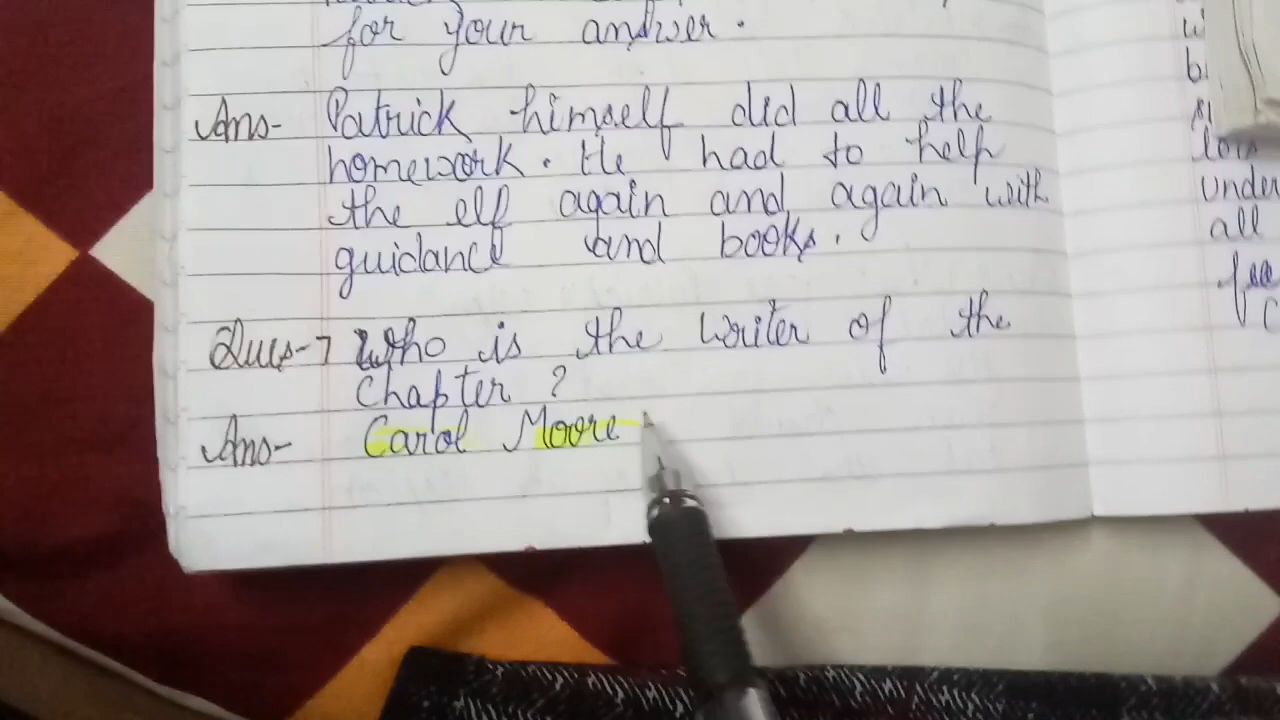 for your answer.
Ans- Patrick himself did all the
homework. He had to help
the elf again and again with
guidance and books.
Ques-7 Who is the writer of the
Chapter ?
Ans- Carol Moore
under
all